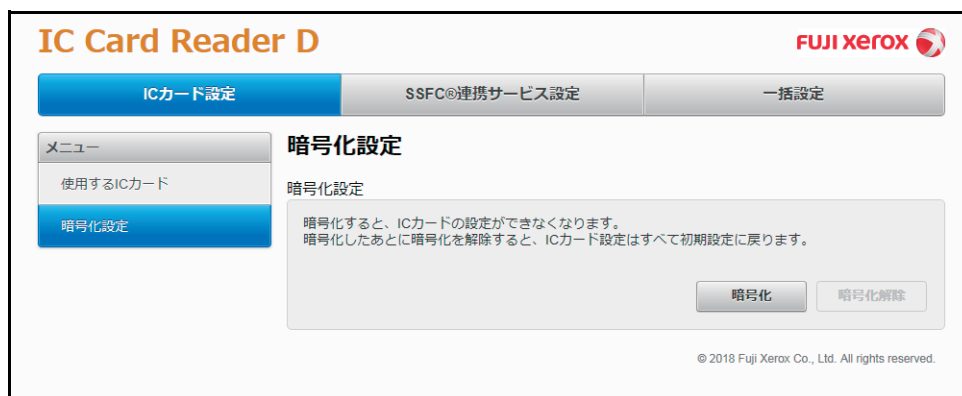 IC Card Reader D
FUJI xerox
ICカード設定
SSFC®連携サービス設定
一括設定
メニュー
使用するICカード
暗号化設定
暗号化設定
暗号化設定
暗号化すると、ICカードの設定ができなくなります。
暗号化したあとに暗号化を解除すると、ICカード設定はすべて初期設定に戻ります。
暗号化
暗号化解除
© 2018 Fuji Xerox Co., Ltd. All rights reserved.